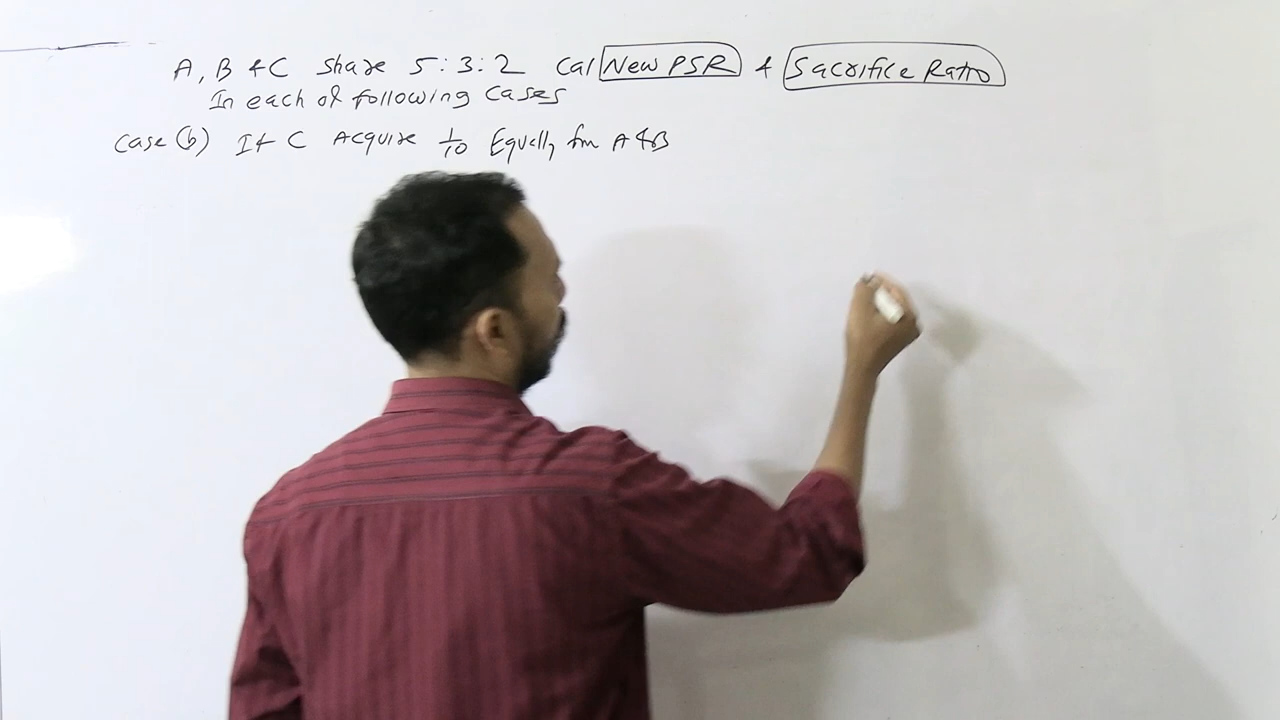 A, B & C Share 5:3:2 Cal New PSR & Sacrifice Ratio
In each of following Cases
Case (b) If C Acquire 1/10 Equally frm A & B